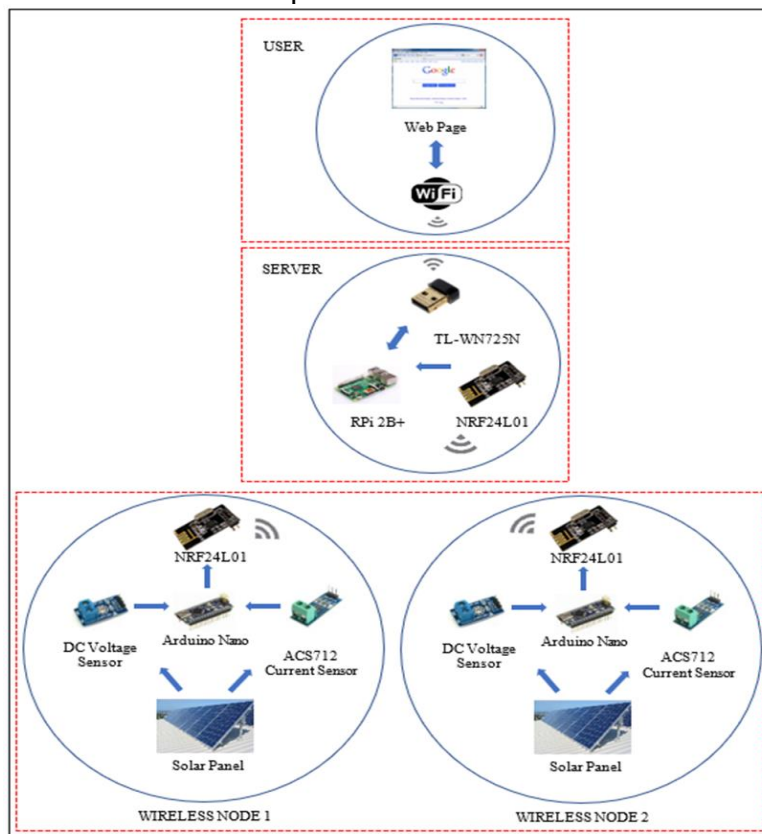 USER
Google
Web Page
Wi Fi
SERVER
TL-WN725N
RPi 2B+
NRF24L01
NRF24L01
DC Voltage
Sensor
Arduino Nano
ACS712
Current Sensor
Solar Panel
WIRELESS NODE 1
NRF24L01
DC Voltage
Sensor
Arduino Nano
ACS712
Current Sensor
Solar Panel
WIRELESS NODE 2